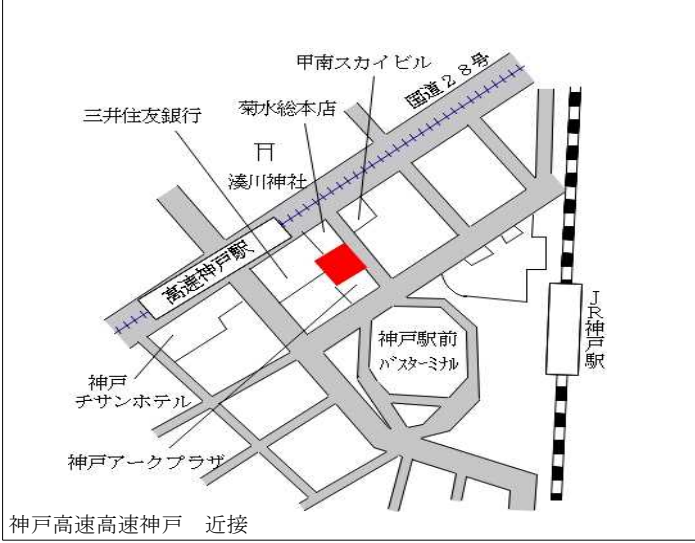 甲南スカイビル
国道２８号
三井住友銀行
菊水総本店
湊川神社
高速神戸駅
JR神戸駅
神戸駅前
バスターミナル
神戸
チサンホテル
神戸アークプラザ
神戸高速高速神戸　近接